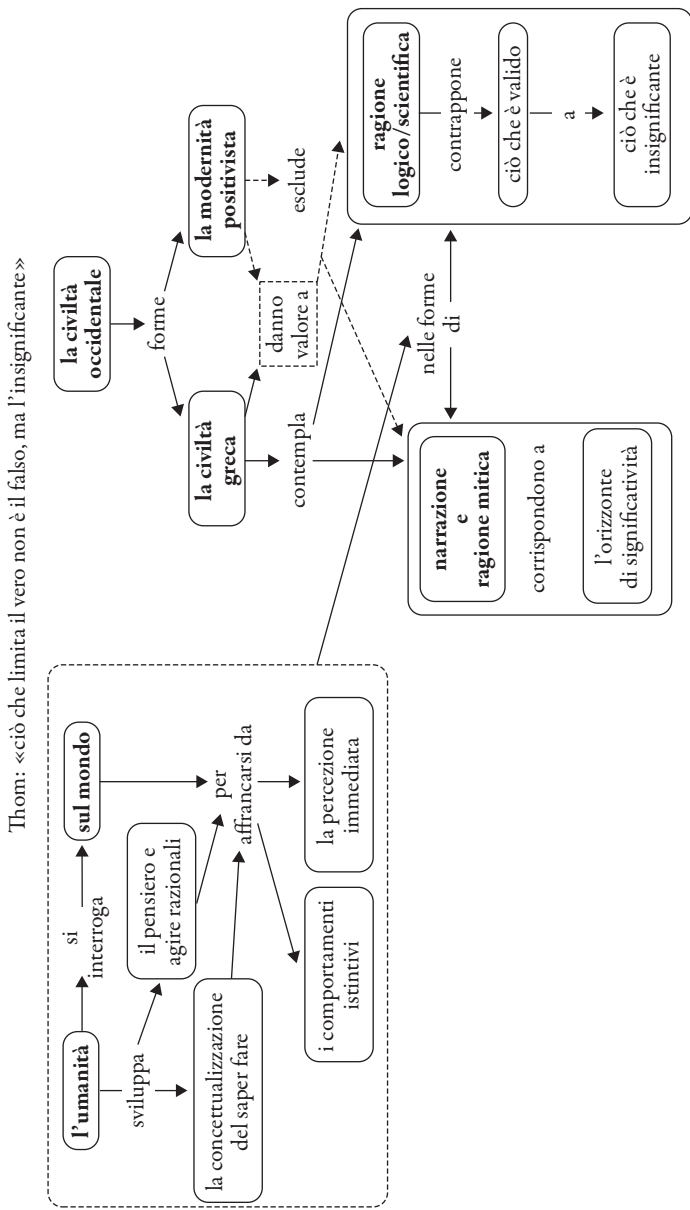 Thom: «ciò che limita il vero non è il falso, ma l'insignificante»
l'umanità
si
interroga
sul mondo
sviluppa
il pensiero e
agire razionali
la concettualizzazione
del saper fare
per
affrancarsi da
i comportamenti
istintivi
la percezione
immediata
la civiltà
occidentale
forme
la civiltà
greca
la modernità
positivista
danno
valore a
esclude
contempla
narrazione
e
ragione mitica
corrispondono a
l'orizzonte
di significatività
nelle forme
di
ragione
logico/scientifica
contrappone
ciò che è valido
a
ciò che è
insignificante